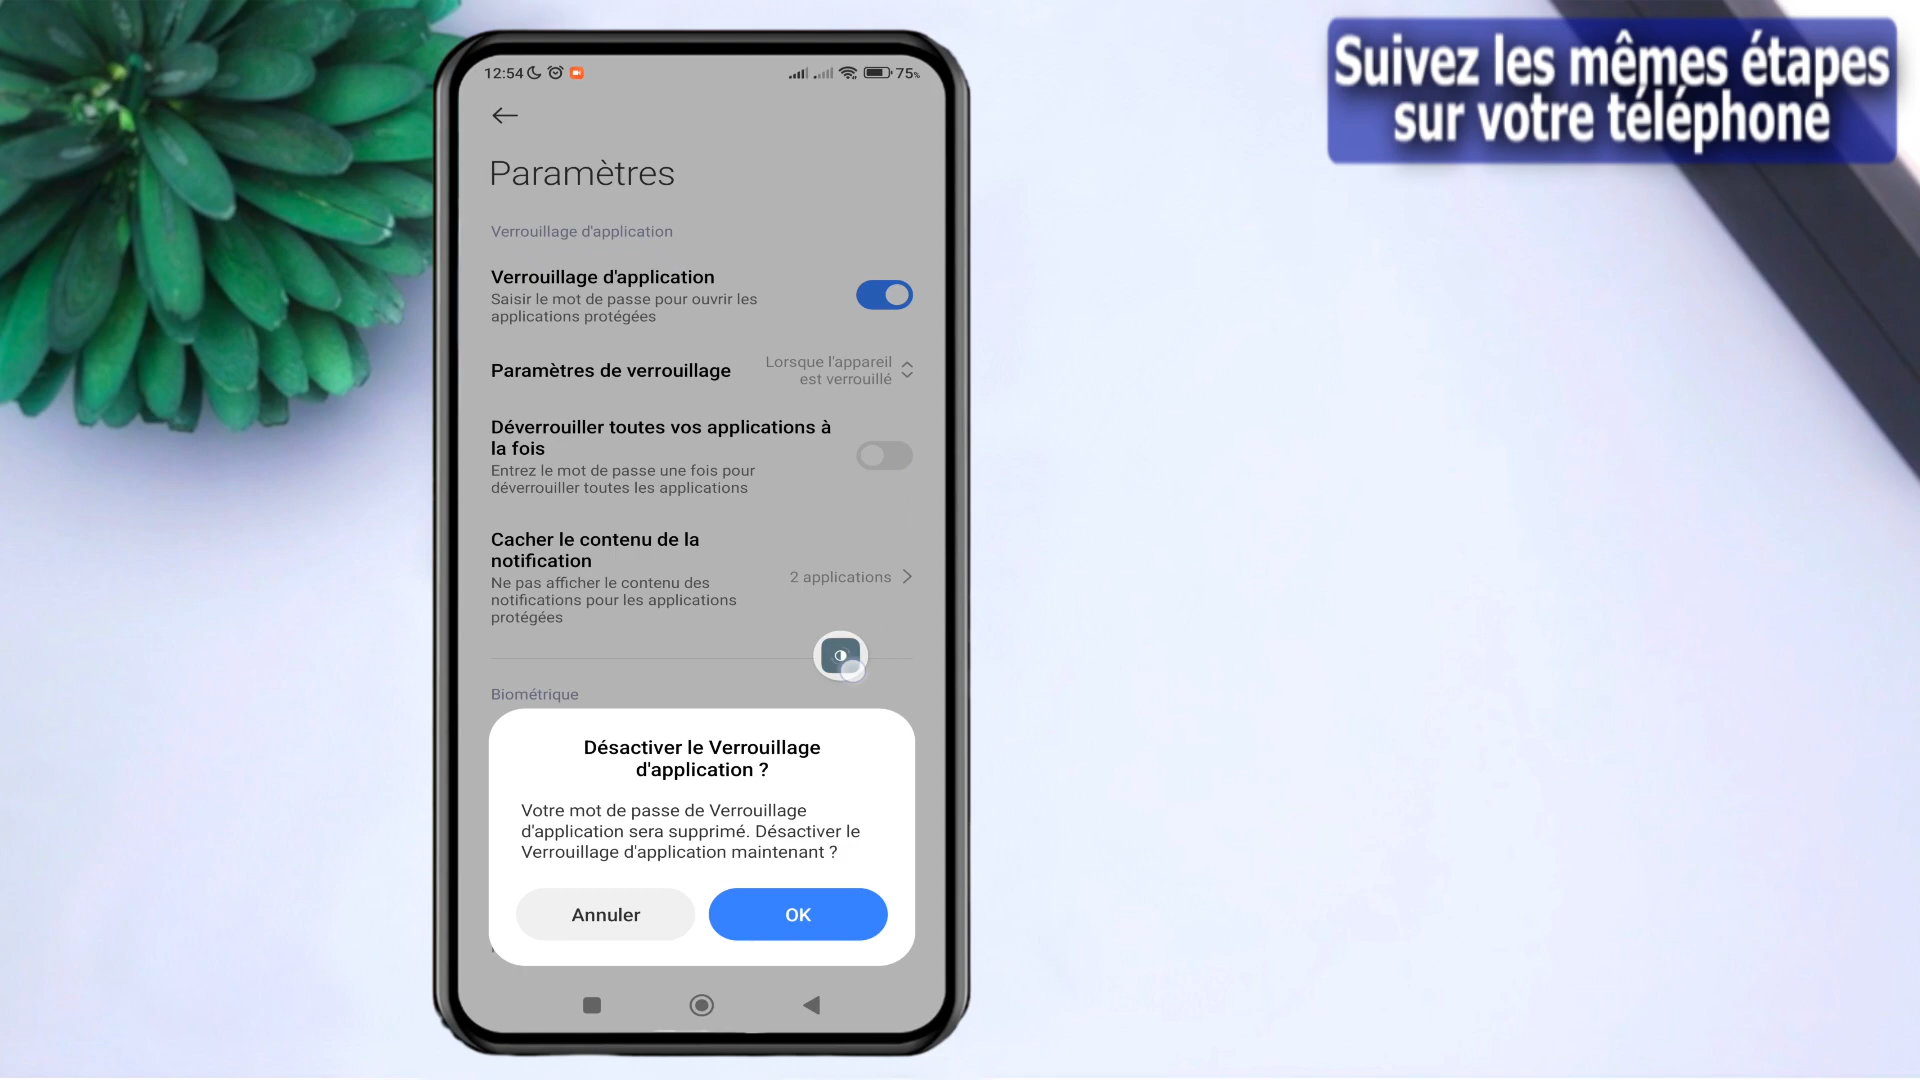 Suivez les mêmes étapes
sur votre téléphone
12:54
75%
Paramètres
Verrouillage d'application
Verrouillage d'application
Saisir le mot de passe pour ouvrir les
applications protégées
Paramètres de verrouillage
Lorsque l'appareil
est verrouillé
Déverrouiller toutes vos applications à
la fois
Entrez le mot de passe une fois pour
déverrouiller toutes les applications
Cacher le contenu de la
notification
Ne pas afficher le contenu des
notifications pour les applications
protégées
2 applications
Biométrique
Désactiver le Verrouillage
d'application ?
Votre mot de passe de Verrouillage
d'application sera supprimé. Désactiver le
Verrouillage d'application maintenant ?
Annuler
OK